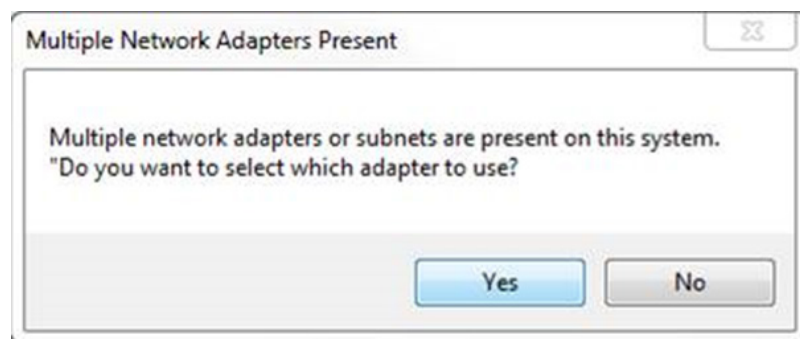 Multiple Network Adapters Present
Multiple network adapters or subnets are present on this system.
"Do you want to select which adapter to use?
Yes No